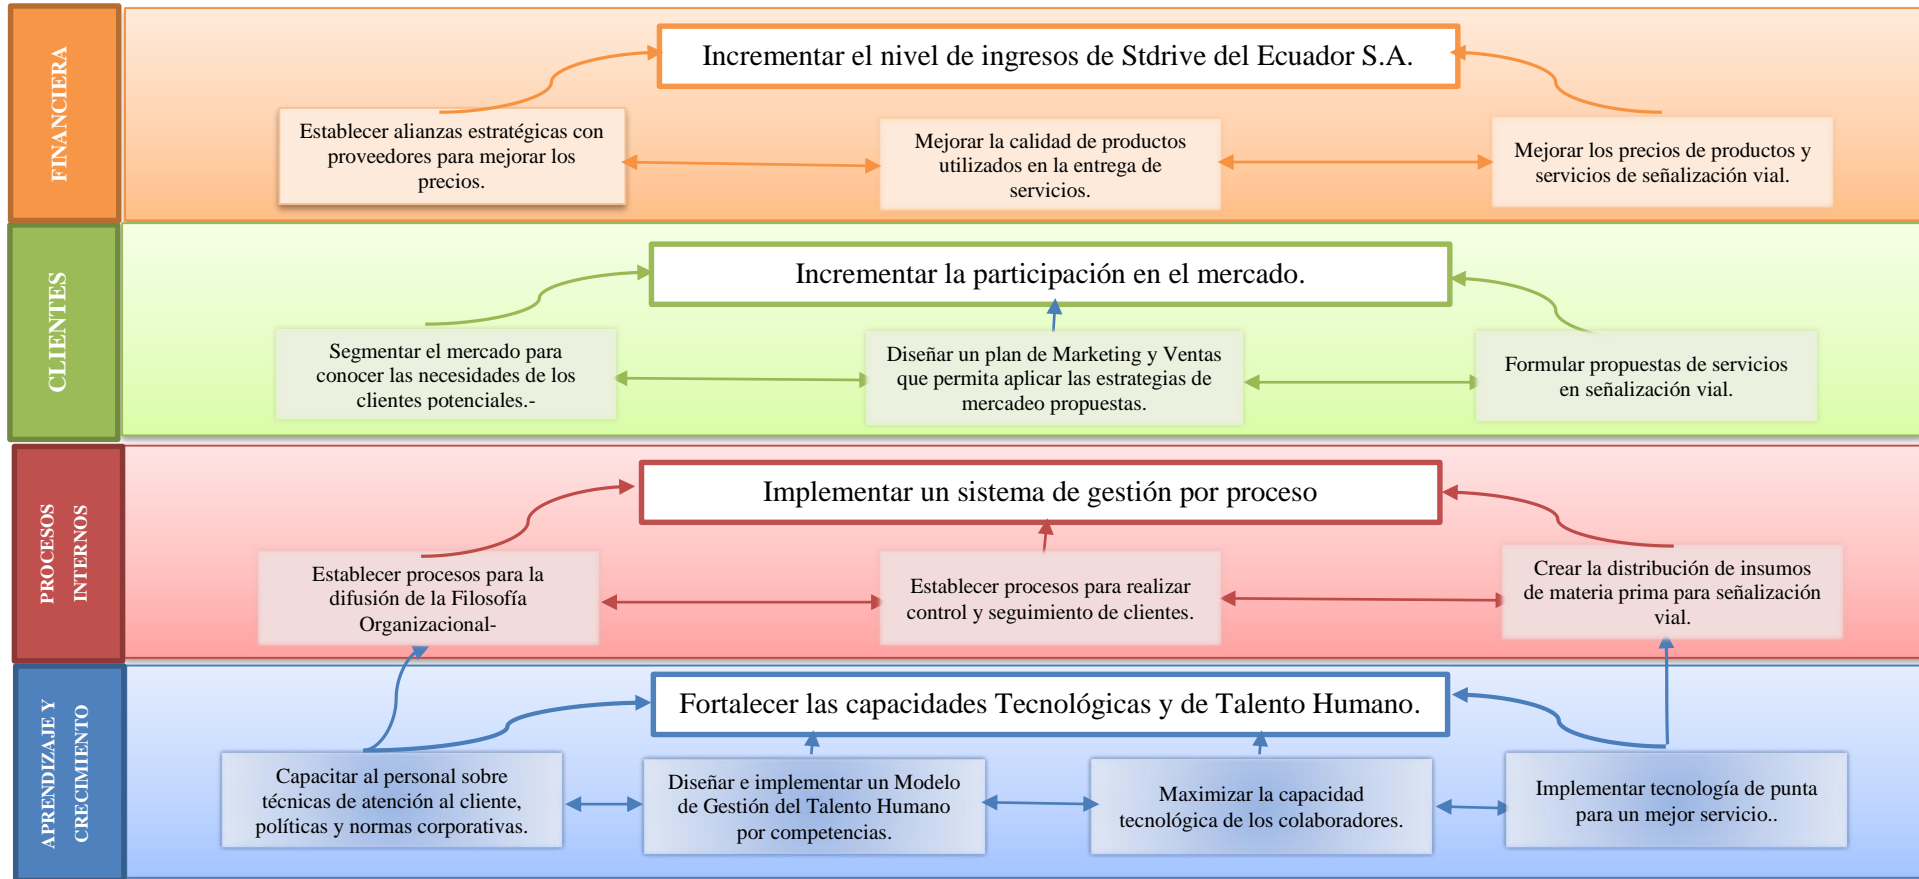 FINANCIERA
Incrementar el nivel de ingresos de Stdrive del Ecuador S.A.
Establecer alianzas estratégicas con
proveedores para mejorar los
precios.
Mejorar la calidad de productos
utilizados en la entrega de
servicios.
Mejorar los precios de productos y
servicios de señalización vial.
CLIENTES
Incrementar la participación en el mercado.
Segmentar el mercado para
conocer las necesidades de los
clientes potenciales.-
Diseñar un plan de Marketing y Ventas
que permita aplicar las estrategias de
mercadeo propuestas.
Formular propuestas de servicios
en señalización vial.
PROCESOS
INTERNOS
Implementar un sistema de gestión por proceso
Establecer procesos para la
difusión de la Filosofía
Organizacional-
Establecer procesos para realizar
control y seguimiento de clientes.
Crear la distribución de insumos
de materia prima para señalización
vial.
APRENDIZAJE Y
CRECIMIENTO
Fortalecer las capacidades Tecnológicas y de Talento Humano.
Capacitar al personal sobre
técnicas de atención al cliente,
políticas y normas corporativas.
Diseñar e implementar un Modelo
de Gestión del Talento Humano
por competencias.
Maximizar la capacidad
tecnológica de los colaboradores.
Implementar tecnología de punta
para un mejor servicio..